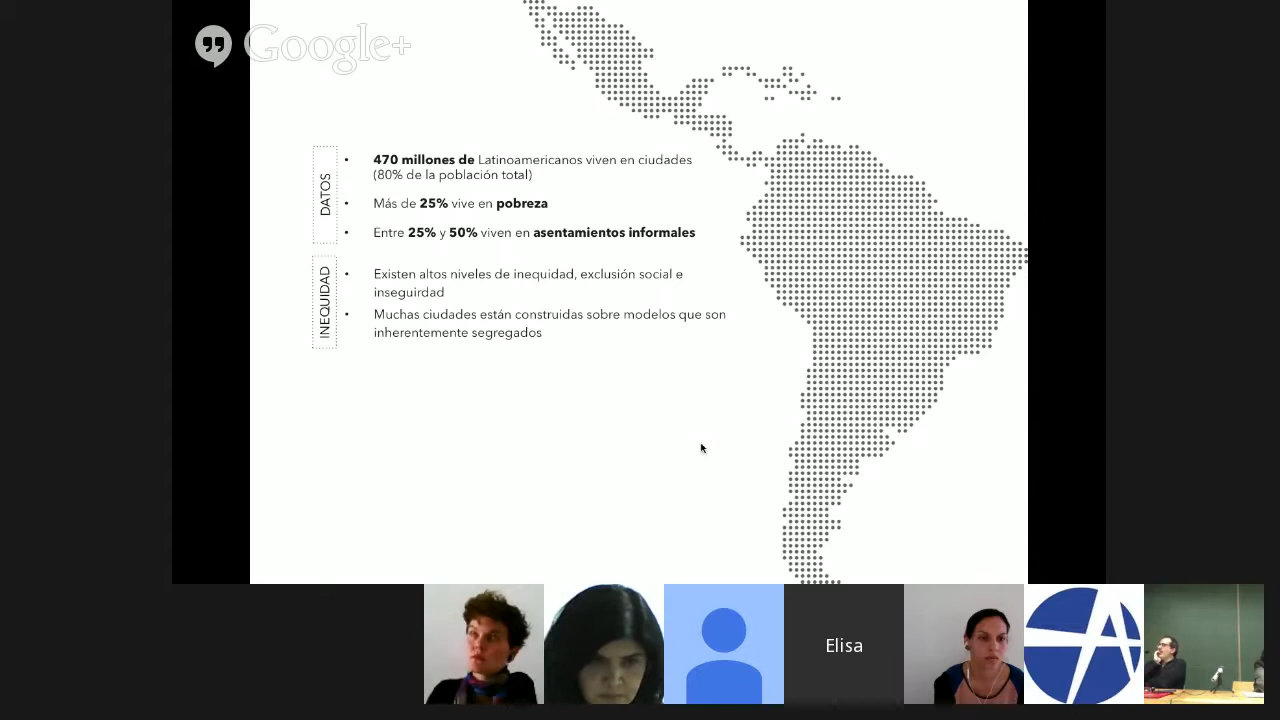 Google+
470 millones de Latinoamericanos viven en ciudades
(80% de la población total)
DATOS
Más de 25% vive en pobreza
Entre 25% y 50% viven en asentamientos informales
INEQUIDAD
Existen altos niveles de inequidad, exclusión social e
inseguirdad
Muchas ciudades están construidas sobre modelos que son
inherentemente segregados
Elisa